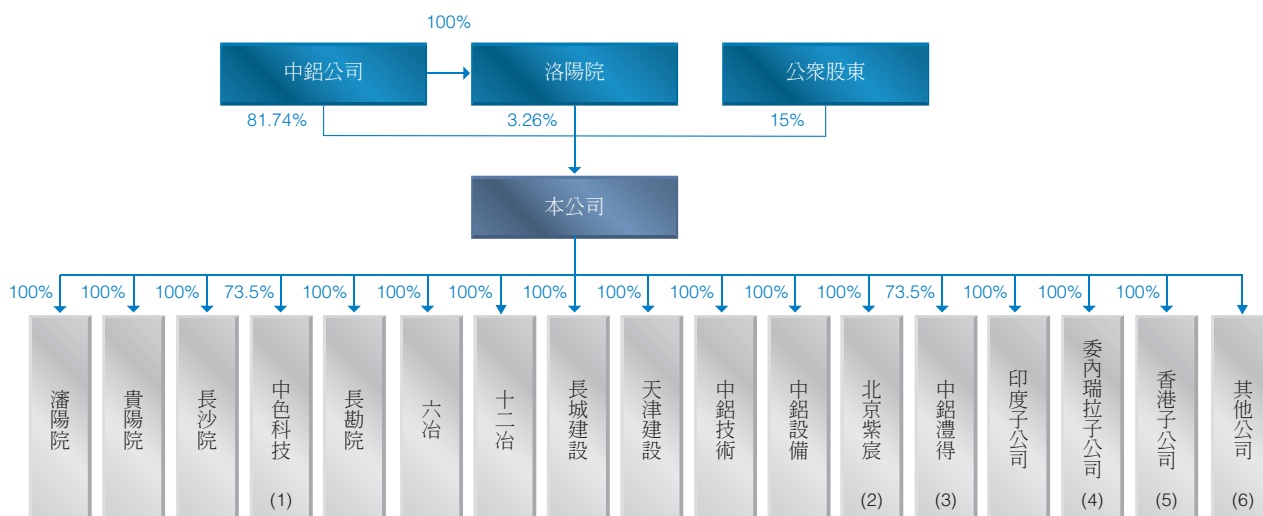 100%
中鋁公司
洛陽院
公眾股東
81.74%
3.26%
15%
本公司
100%
100%
100%
73.5%
100%
100%
100%
100%
100%
100%
100%
100%
73.5%
100%
100%
100%
瀋陽院
貴陽院
長沙院
中色科技
長勘院
六冶
十二冶
長城建設
天津建設
中鋁技術
中鋁設備
北京紫宸
中鋁澧得
印度子公司
委內瑞拉子公司
香港子公司
其他公司
(1)
(2)
(3)
(4)
(5)
(6)